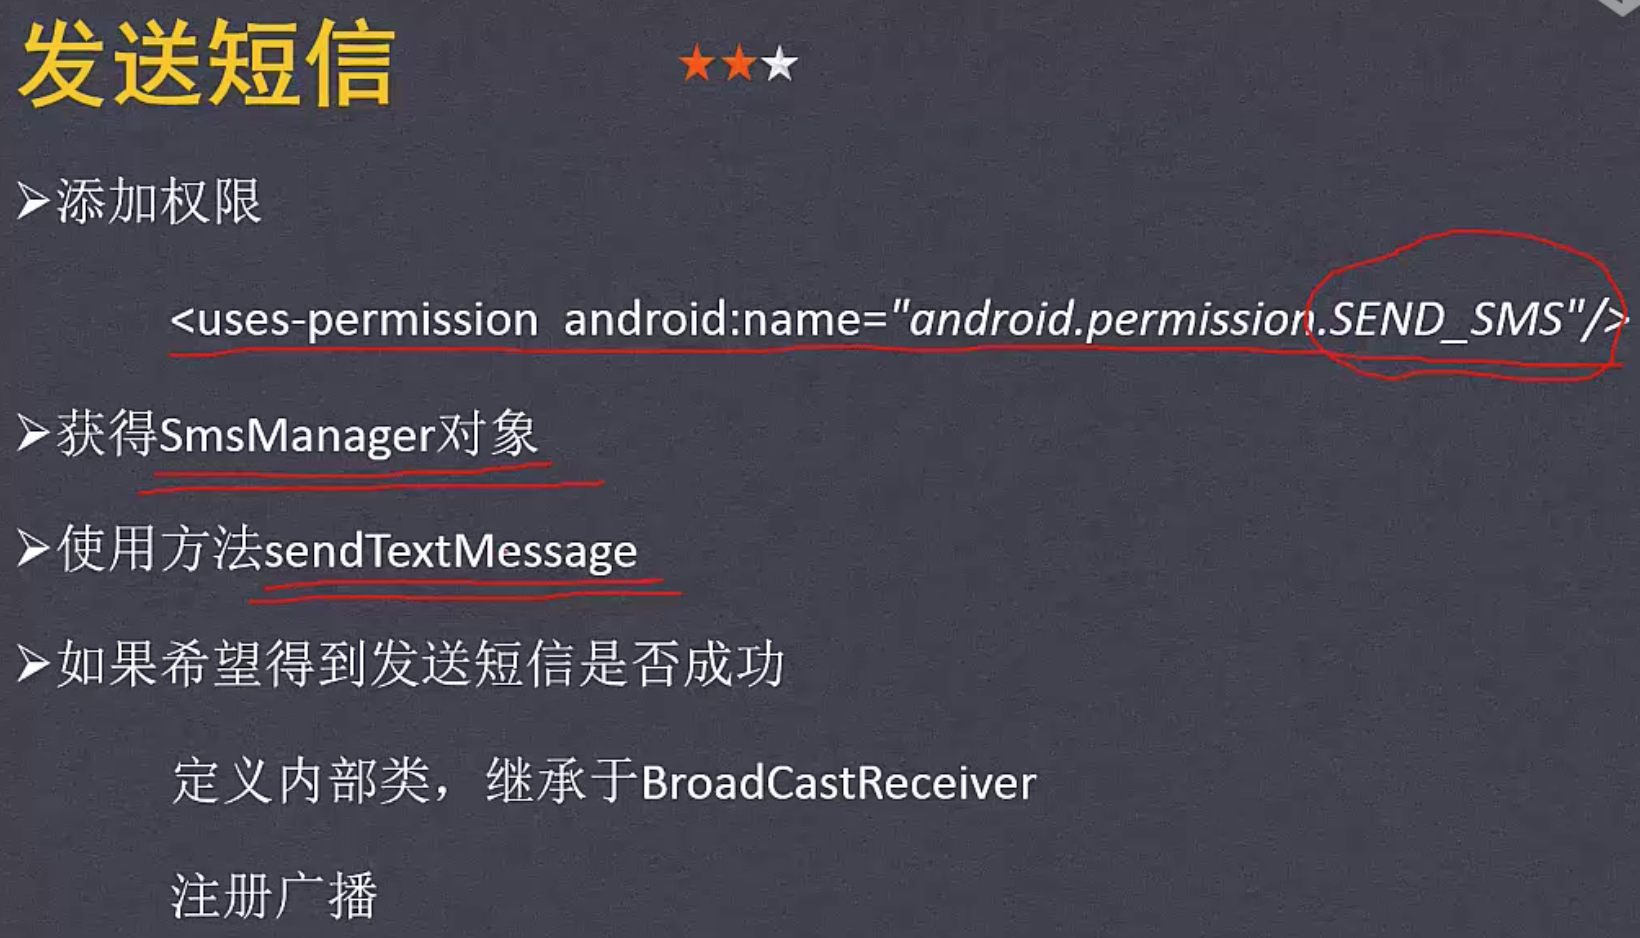 发送短信
➢添加权限
<uses-permission android:name="android.permission.SEND_SMS"/>
➢获得SmsManager对象
➢使用方法sendTextMessage
➢如果希望得到发送短信是否成功
定义内部类，继承于BroadCastReceiver
注册广播